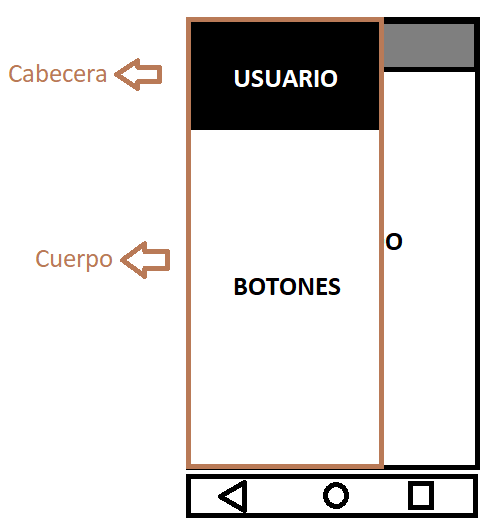 Cabecera
USUARIO
Cuerpo
O
BOTONES